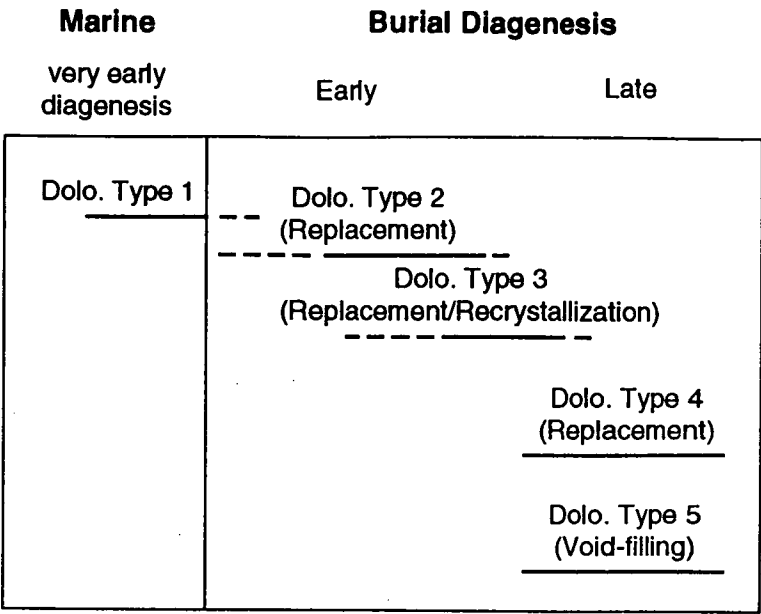 Marine
Burial Diagenesis
very early
diagenesis
Early
Late
Dolo. Type 1
Dolo. Type 2
(Replacement)
Dolo. Type 3
(Replacement/Recrystallization)
Dolo. Type 4
(Replacement)
Dolo. Type 5
(Void-filling)